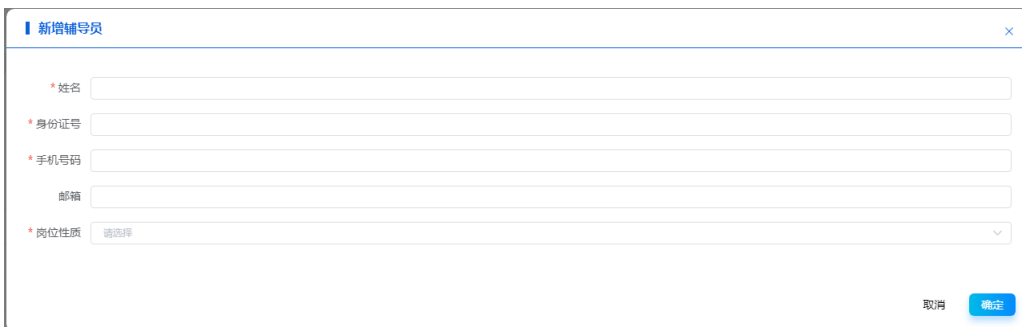 新增辅导员
* 姓名
* 身份证号
* 手机号码
邮箱
* 岗位性质 请选择
取消 确定